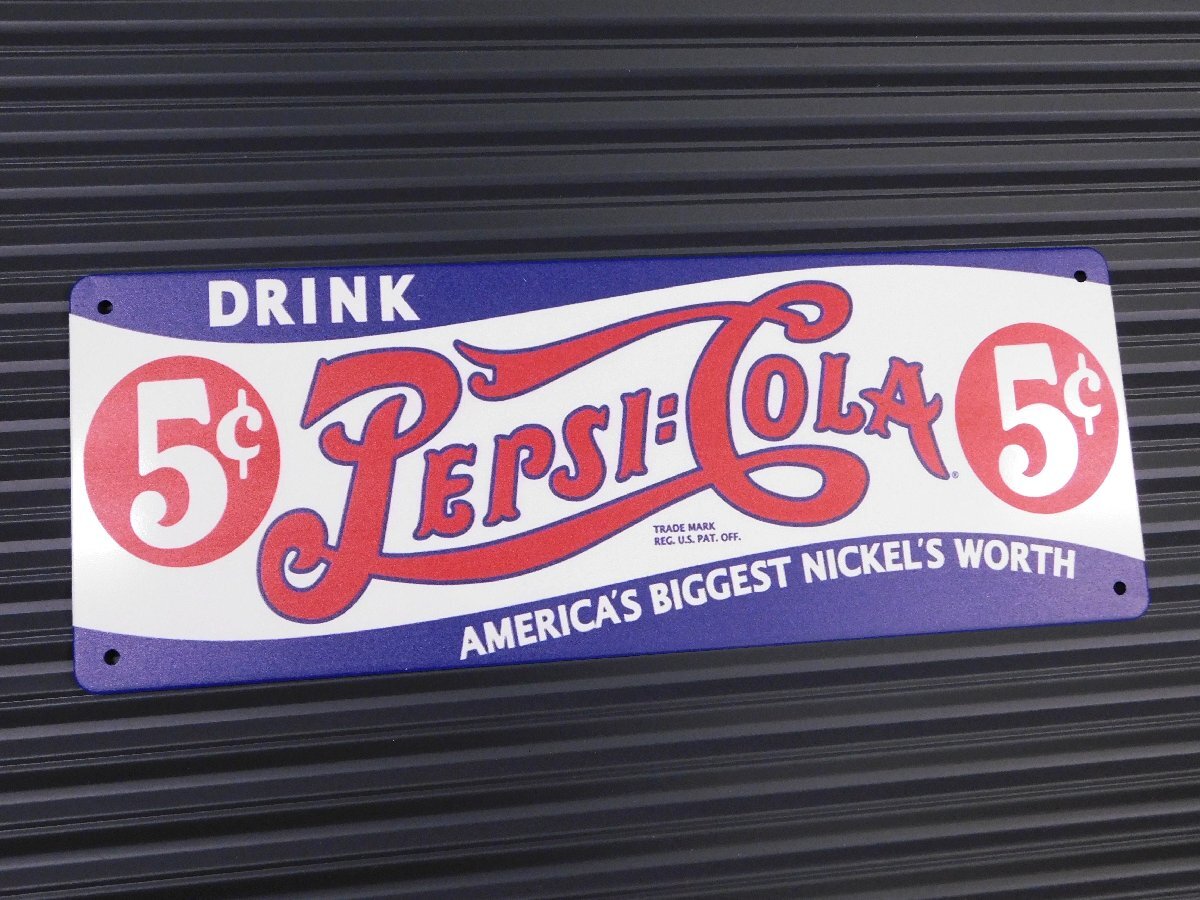 DRINK
5¢
PEPSI:COLA®
5¢
TRADE MARK
REG. U.S. PAT. OFF.
AMERICA'S BIGGEST NICKEL'S WORTH